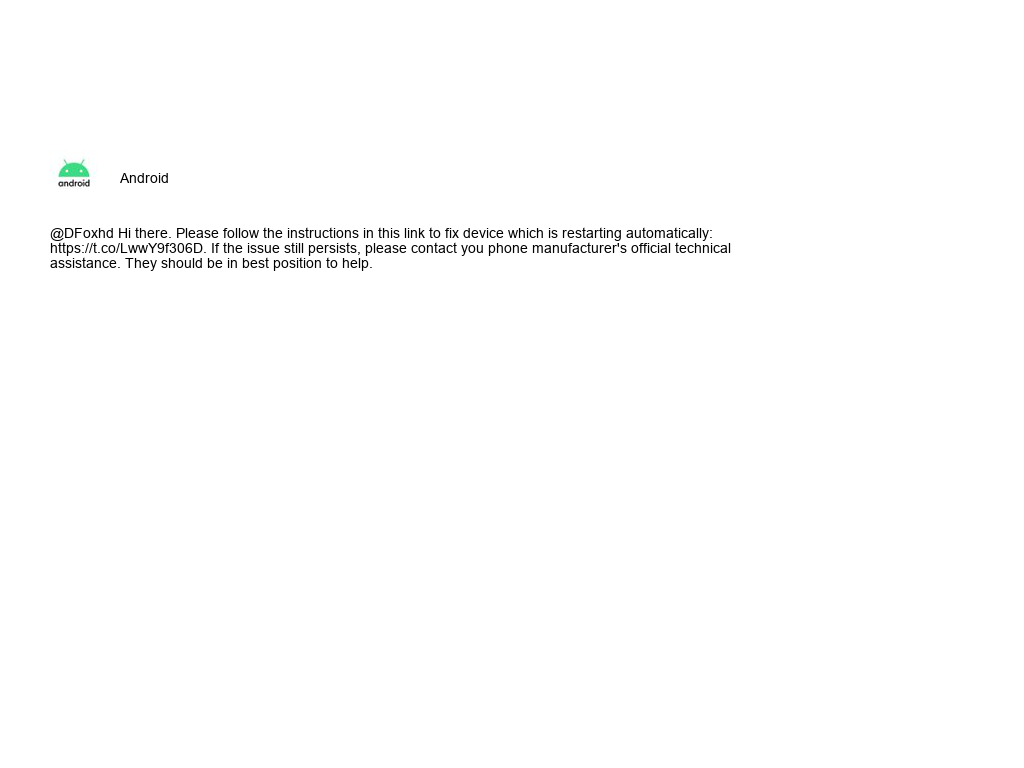 android
Android
@DFoxhd Hi there. Please follow the instructions in this link to fix device which is restarting automatically:
https://t.co/LwwY9f306D. If the issue still persists, please contact you phone manufacturer's official technical
assistance. They should be in best position to help.